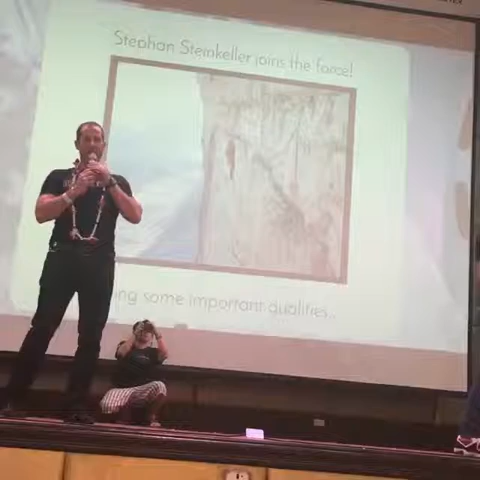 Stephan Steinkeller joins the force!
some important qualities..